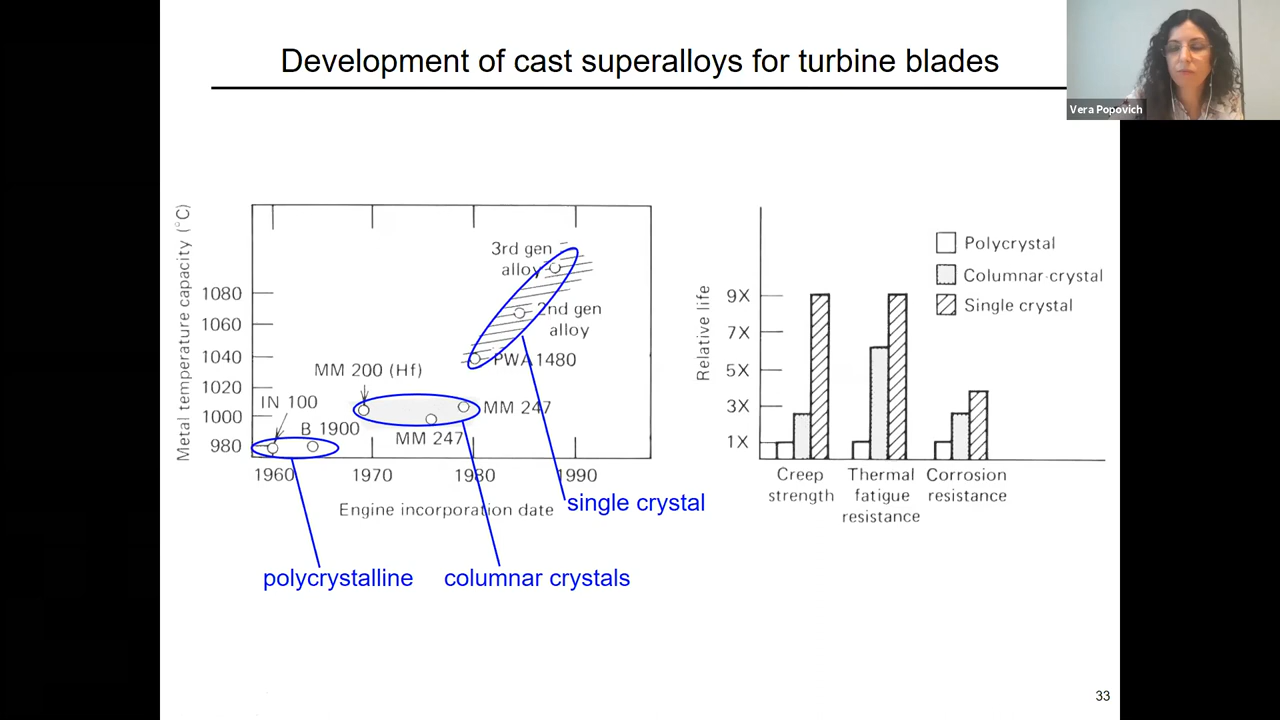 Development of cast superalloys for turbine blades
Vera Popovich
Metal temperature capacity (°C)
1080
1060
1040
1020
1000
980
3rd gen
alloy
2nd gen
alloy
PWA 1480
MM 200 (Hf)
IN 100
B 1900
MM 247
MM 247
1960
1970
1980
1990
Engine incorporation date
single crystal
polycrystalline
columnar crystals
Relative life
9X
7X
5X
3X
1X
Polycrystal
Columnar-crystal
Single crystal
Creep
strength
Thermal
fatigue
resistance
Corrosion
resistance
33